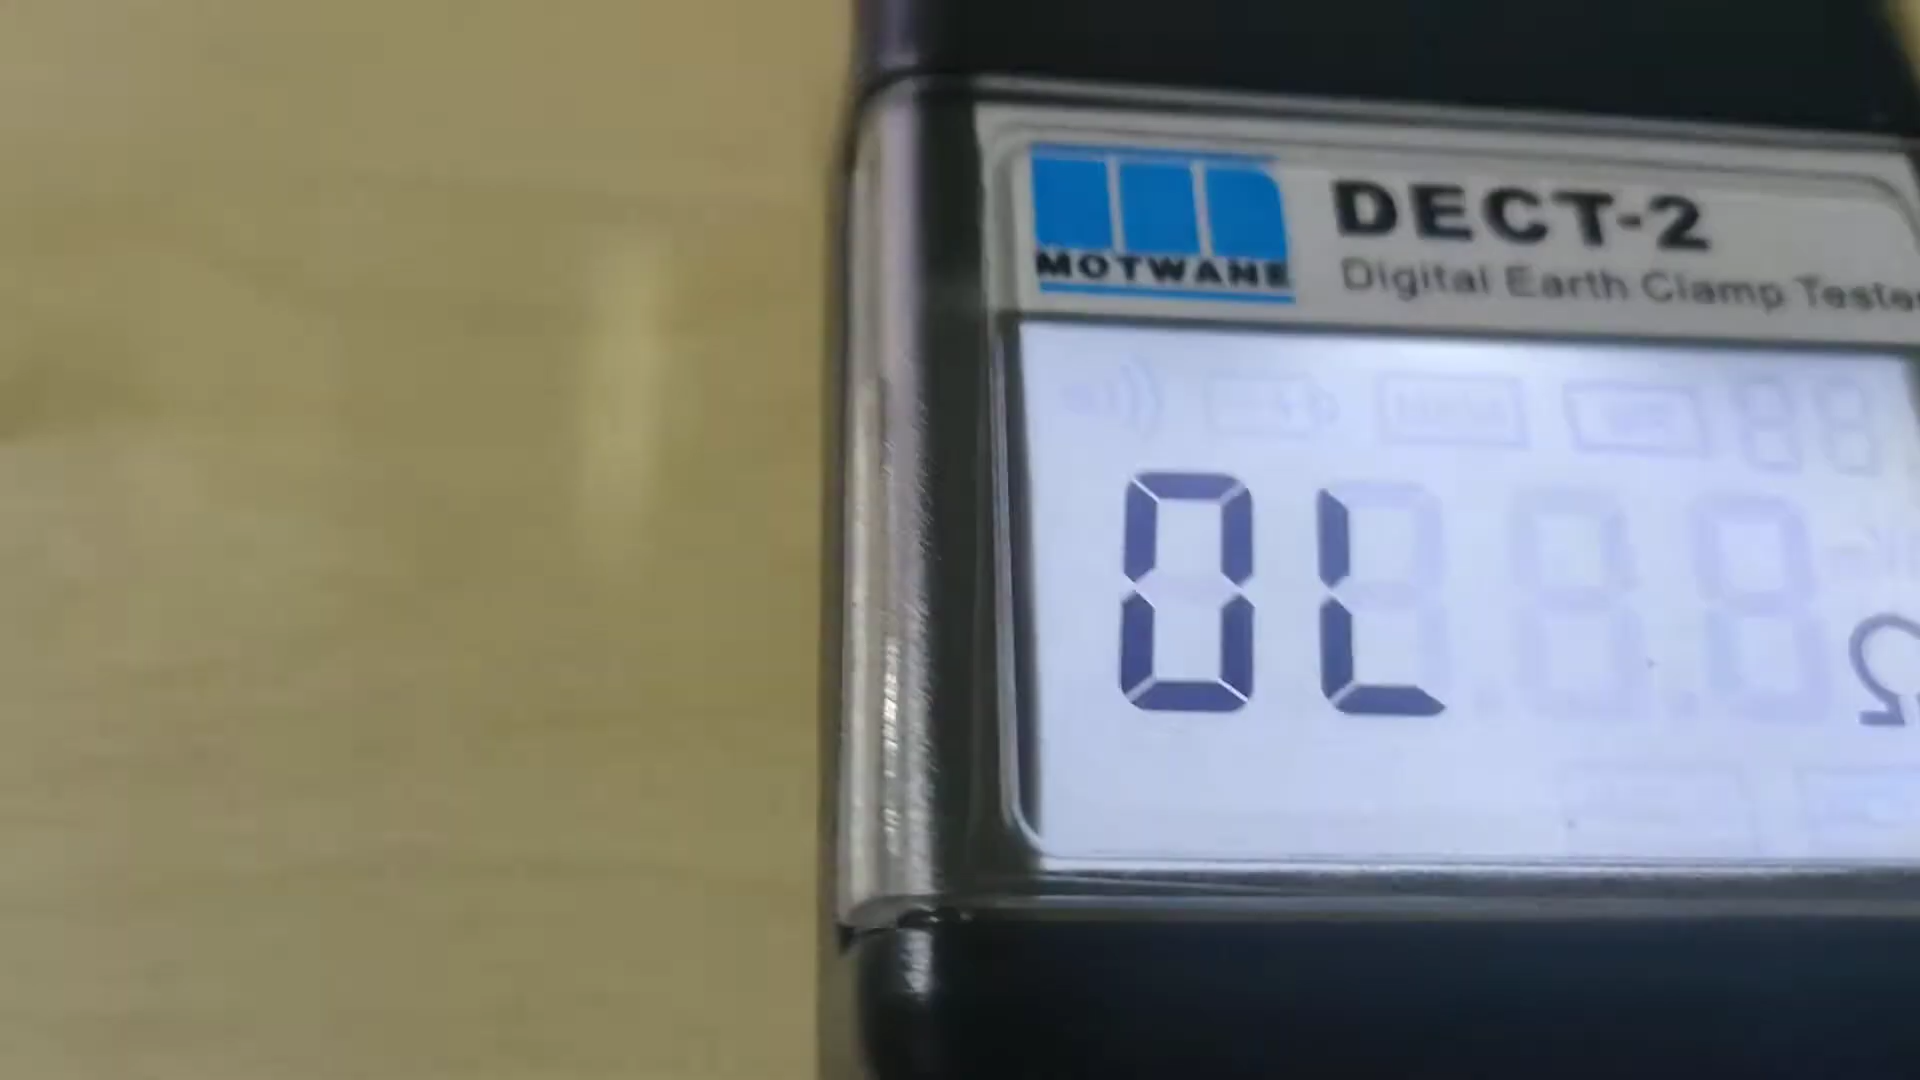 MOTWANE
DECT-2
Digital Earth Clamp Tester
OL
Ω